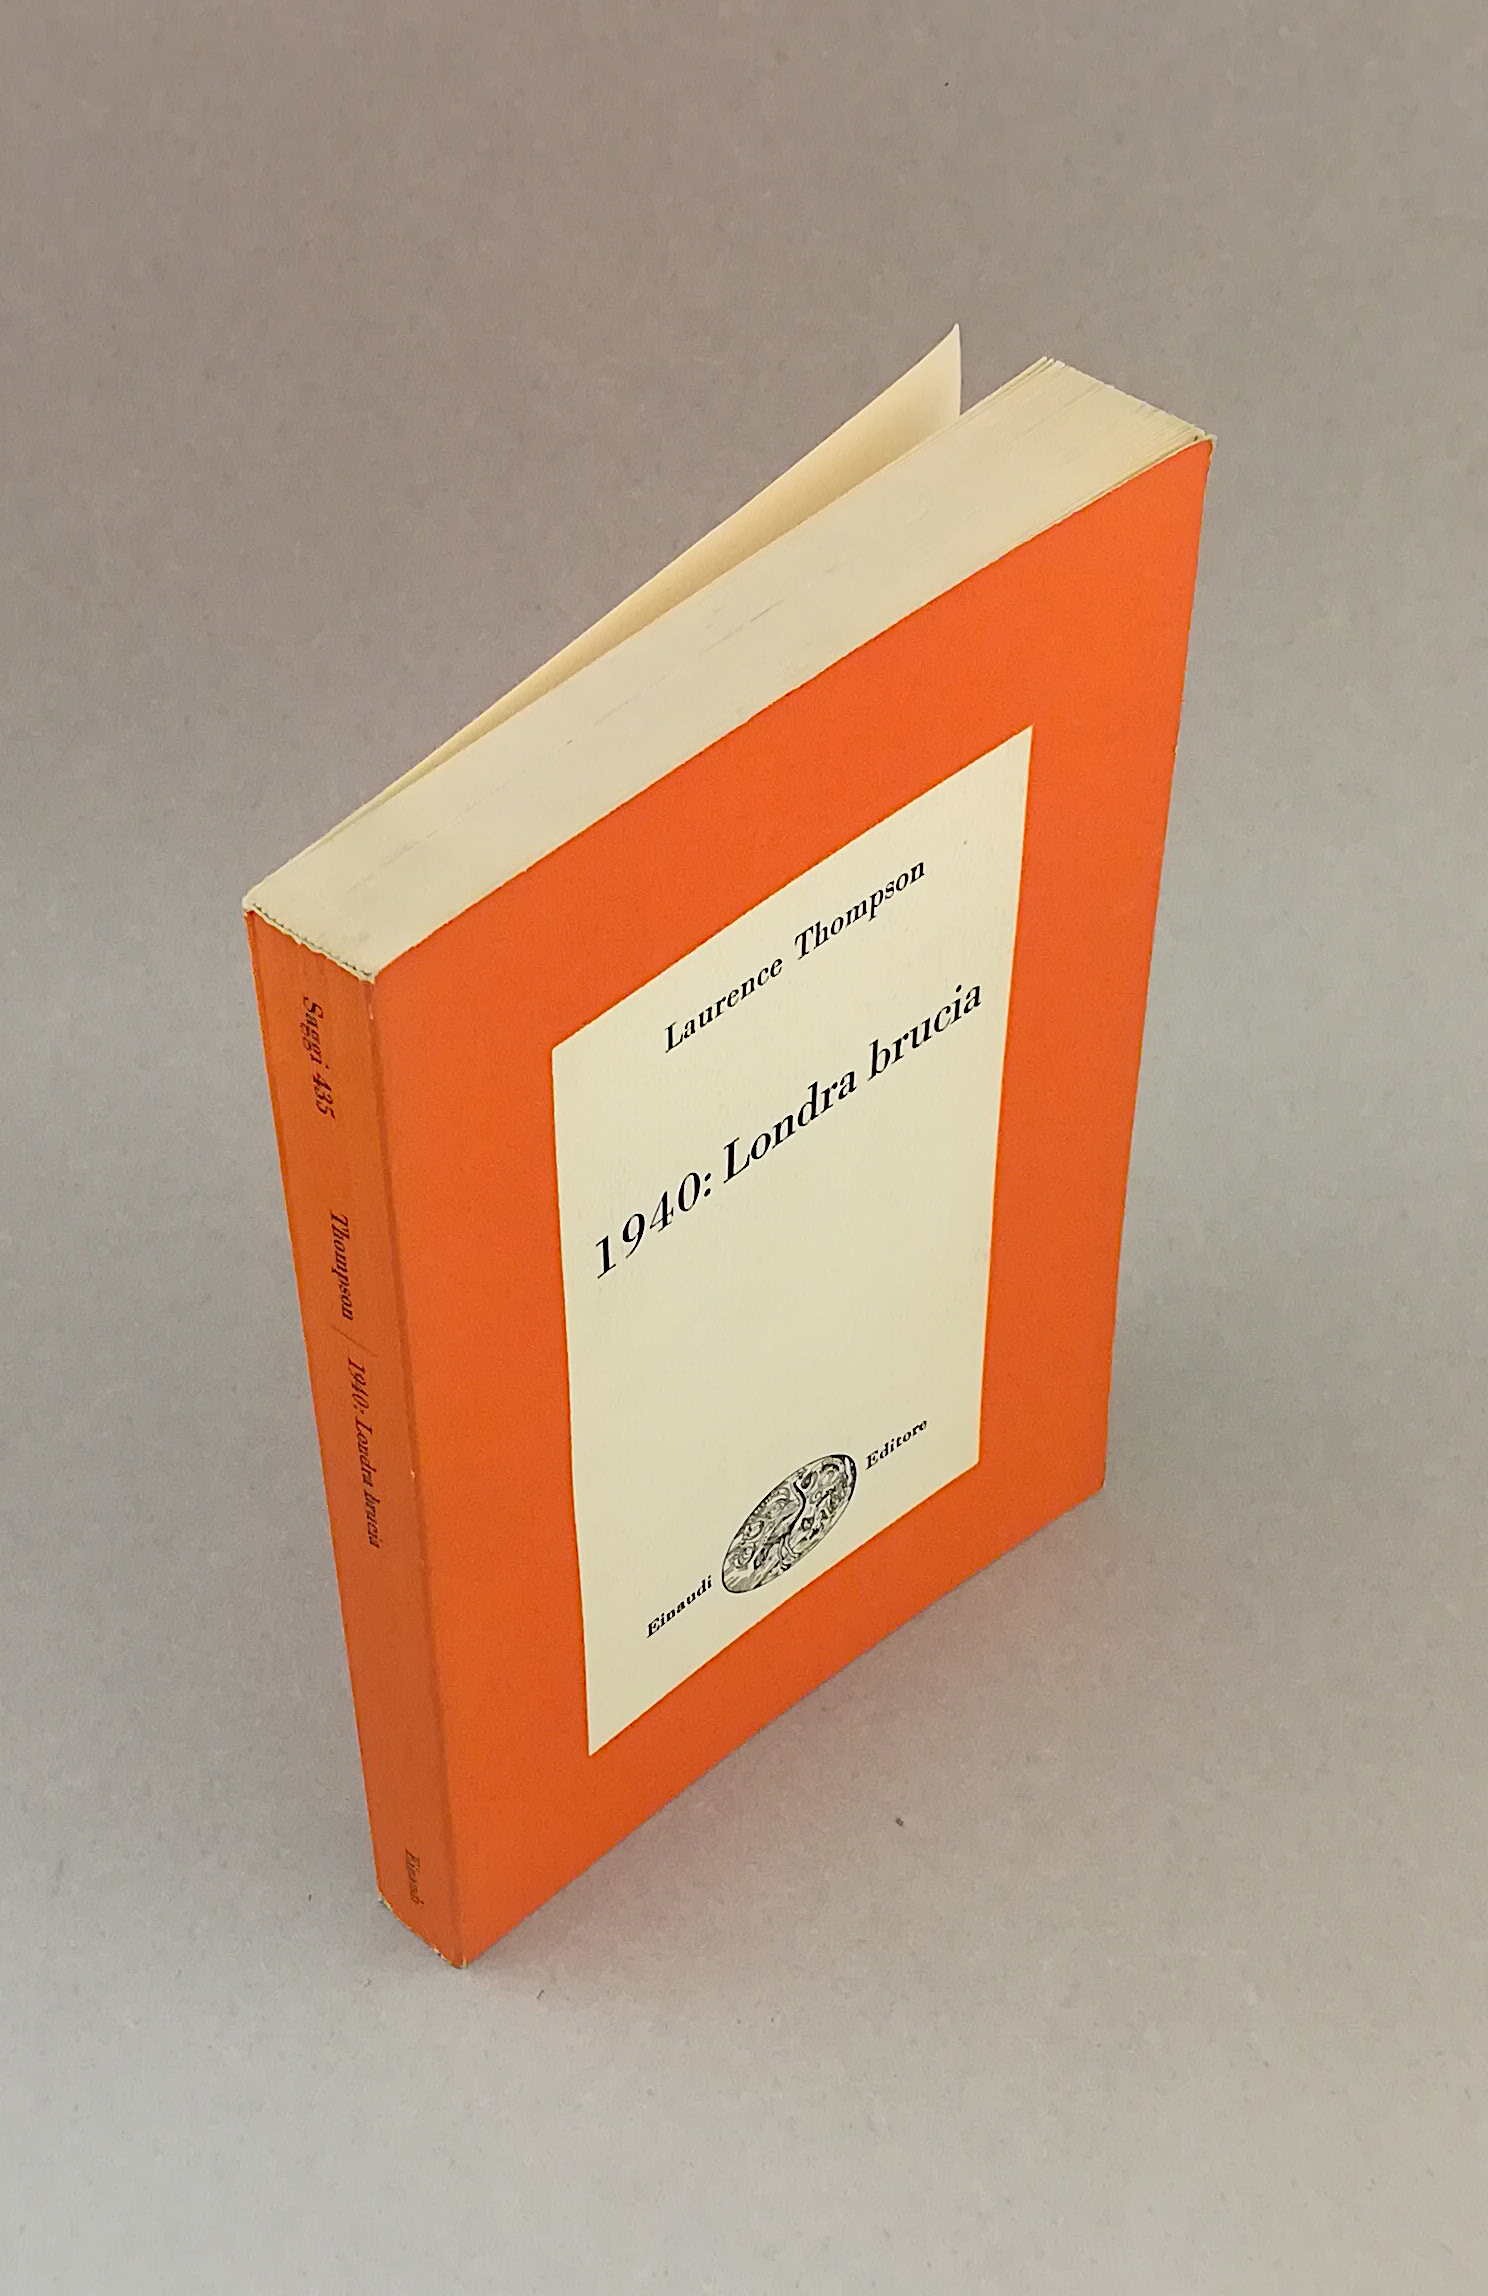 Laurence Thompson
1940: Londra brucia
Einaudi Editore
Saggi 435
Thompson / 1940: Londra brucia
Einaudi